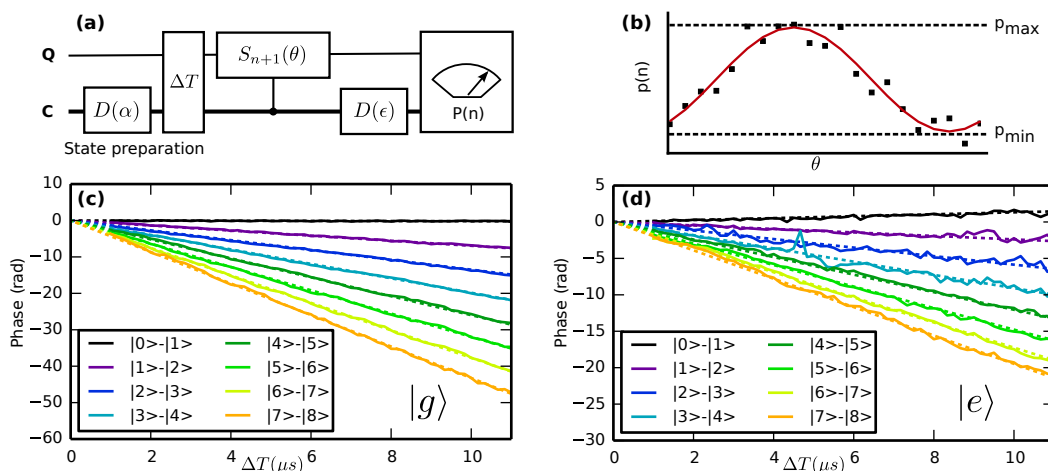 (a)
Q
C
D(α)
ΔT
S_{n+1}(θ)
D(ϵ)
P(n)
State preparation
(b)
p(n)
θ
p_max
p_min
(c)
Phase (rad)
10
0
−10
−20
−30
−40
−50
−60
0 2 4 6 8 10
ΔT(μs)
|0>-|1> |4>-|5>
|1>-|2> |5>-|6>
|2>-|3> |6>-|7>
|3>-|4> |7>-|8>
|g⟩
(d)
Phase (rad)
5
0
−5
−10
−15
−20
−25
−30
0 2 4 6 8 10
ΔT(μs)
|0>-|1> |4>-|5>
|1>-|2> |5>-|6>
|2>-|3> |6>-|7>
|3>-|4> |7>-|8>
|e⟩